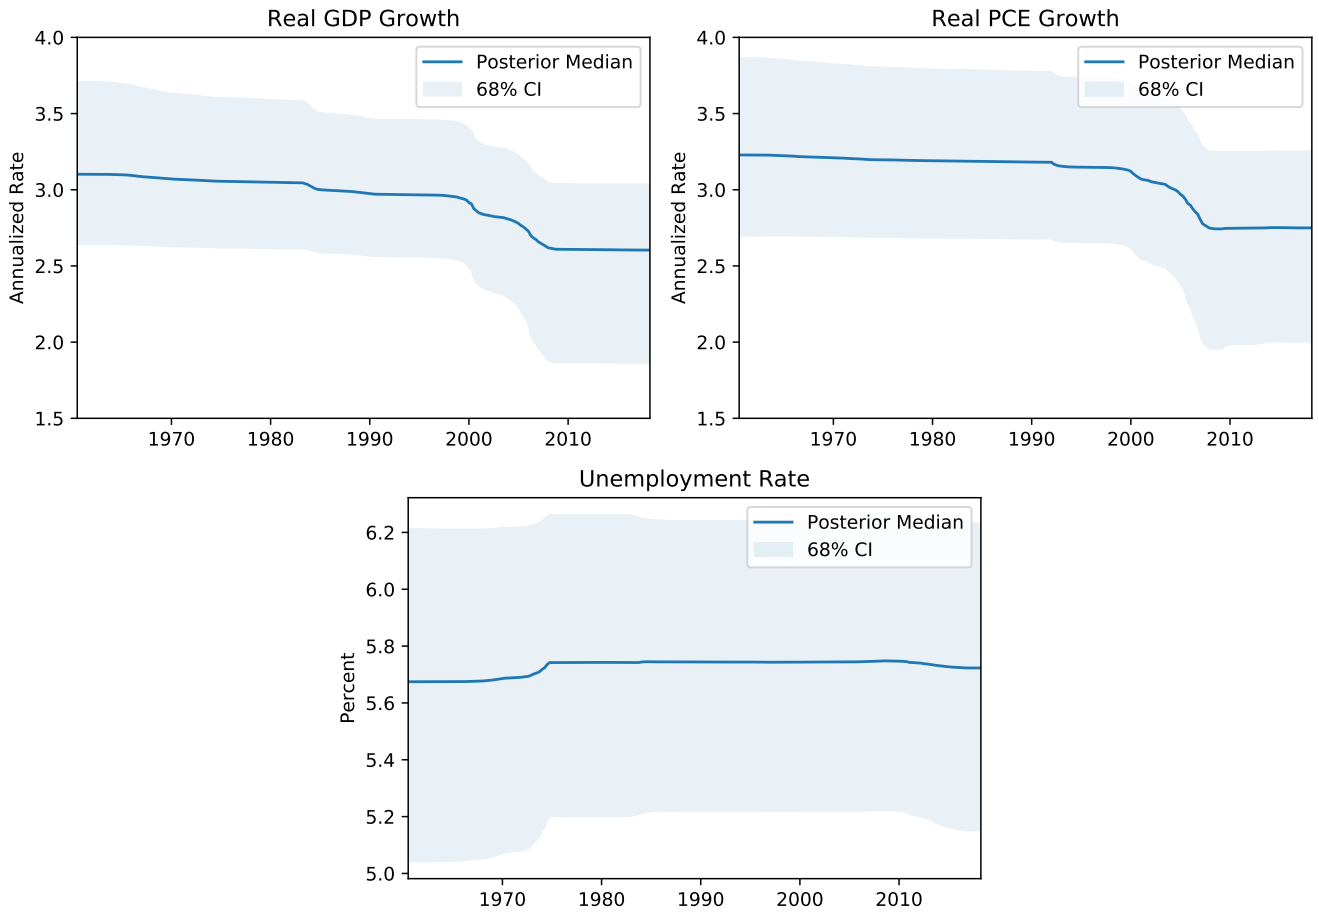 Real GDP Growth
Annualized Rate
4.0
3.5
3.0
2.5
2.0
1.5
Posterior Median
68% CI
1970 1980 1990 2000 2010
Real PCE Growth
Annualized Rate
4.0
3.5
3.0
2.5
2.0
1.5
Posterior Median
68% CI
1970 1980 1990 2000 2010
Unemployment Rate
Percent
6.2
6.0
5.8
5.6
5.4
5.2
5.0
Posterior Median
68% CI
1970 1980 1990 2000 2010